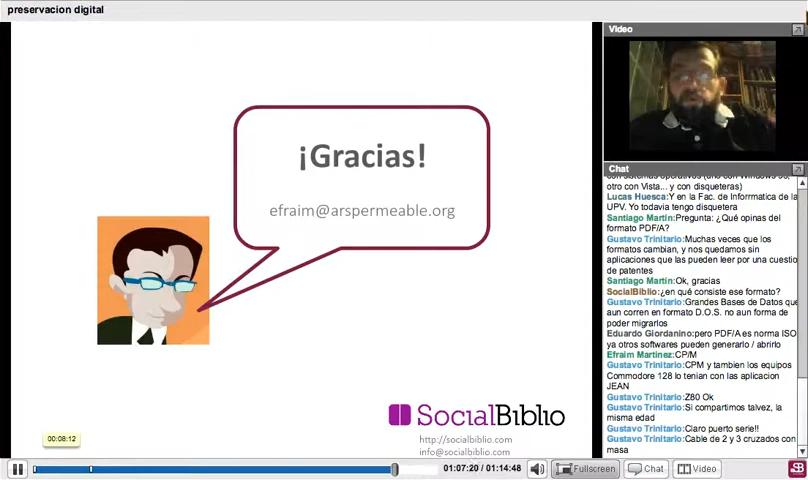 preservacion digital
¡Gracias!
efraim@arspermeable.org
SocialBiblio
http://socialbiblio.com
info@socialbiblio.com
00:08:12
Video
Chat
con sistemas operativos (uno con Windows 95,
otro con Vista... y con disqueteras)
Lucas Huesca:Y en la Fac. de Informratica de la
UPV. Yo todavia tengo disquetera
Santiago Martín:Pregunta: ¿Qué opinas del
formato PDF/A?
Gustavo Trinitario:Muchas veces que los
formatos cambian, y nos quedamos sin
aplicaciones que las pueden leer por una cuestio
de patentes
Santiago Martín:Ok, gracias
SocialBiblio:¿en qué consiste ese formato?
Gustavo Trinitario:Grandes Bases de Datos que
aun corren en formato D.O.S. no aun forma de
poder migrarlos
Eduardo Giordanino:pero PDF/A es norma ISO
ya otros softwares pueden generarlo / abrirlo
Efraim Martinez:CP/M
Gustavo Trinitario:CPM y tambien los equipos
Commodore 128 lo tenian con las aplicacion
JEAN
Gustavo Trinitario:Z80 Ok
Gustavo Trinitario:Si compartimos talvez, la
misma edad
Gustavo Trinitario:Claro puerto serie!!
Gustavo Trinitario:Cable de 2 y 3 cruzados con
masa
01:07:20 / 01:14:48
Fullscreen
Chat
Video
SB